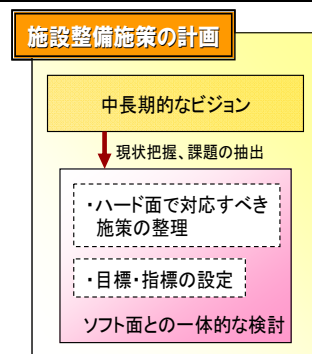 施設整備施策の計画
中長期的なビジョン
現状把握、課題の抽出
・ハード面で対応すべき
施策の整理
・目標・指標の設定
ソフト面との一体的な検討